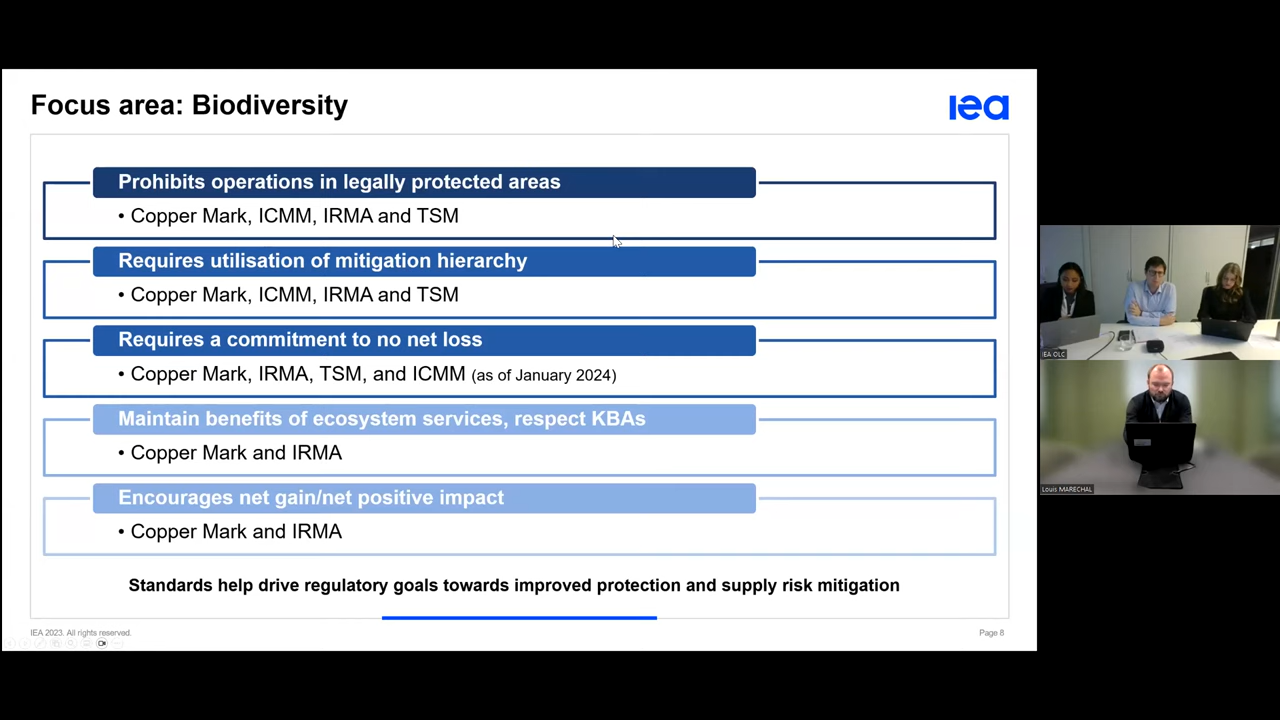 Focus area: Biodiversity
iea
Prohibits operations in legally protected areas
• Copper Mark, ICMM, IRMA and TSM
Requires utilisation of mitigation hierarchy
• Copper Mark, ICMM, IRMA and TSM
Requires a commitment to no net loss
• Copper Mark, IRMA, TSM, and ICMM (as of January 2024)
Maintain benefits of ecosystem services, respect KBAs
• Copper Mark and IRMA
Encourages net gain/net positive impact
• Copper Mark and IRMA
Standards help drive regulatory goals towards improved protection and supply risk mitigation
IEA 2023. All rights reserved.
Page 8
IEA OLC
Louis MARECHAL